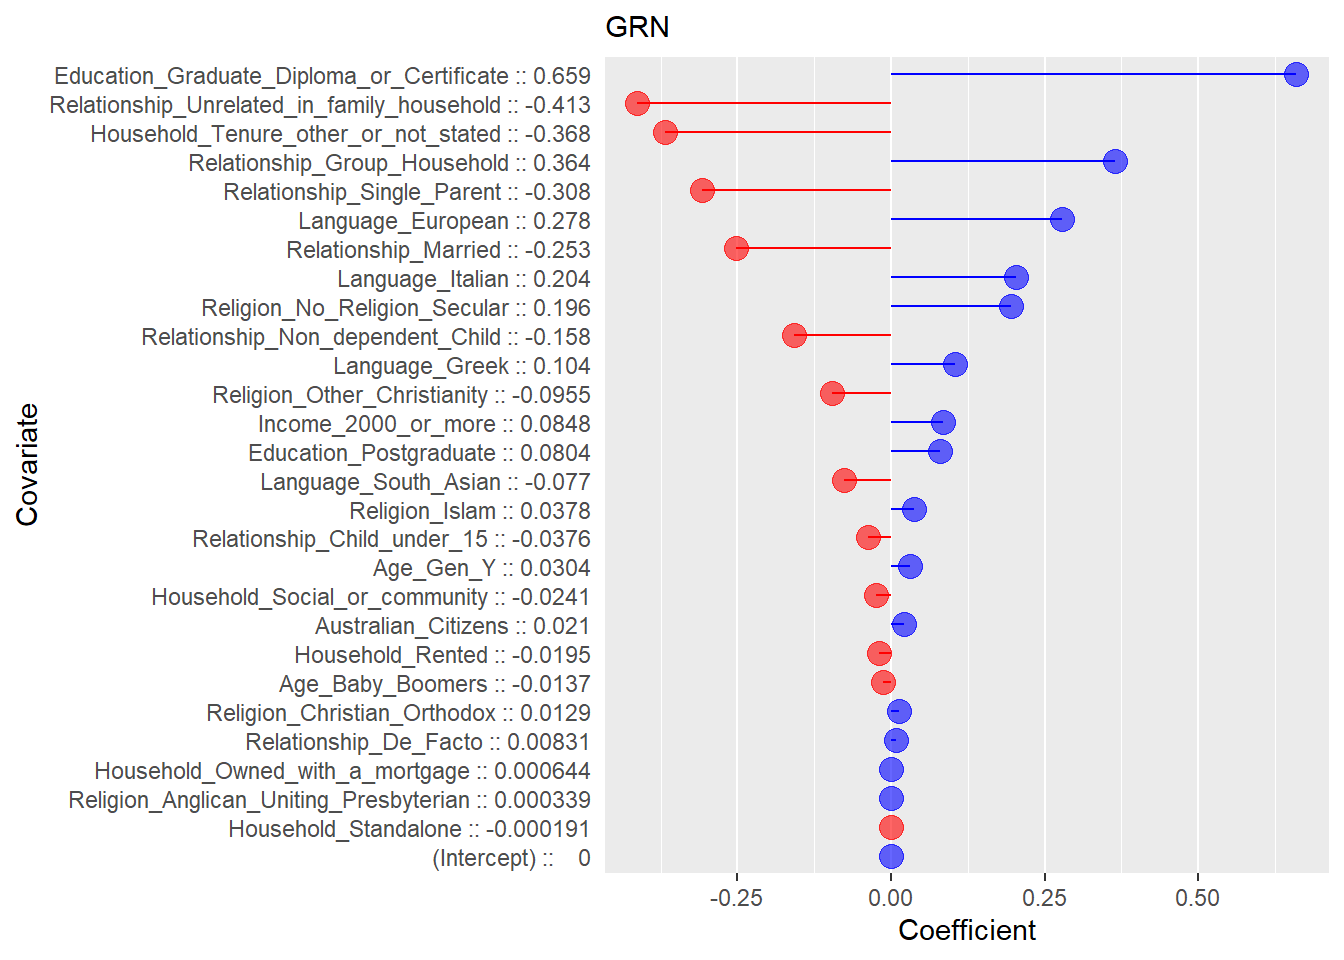 GRN
Education_Graduate_Diploma_or_Certificate :: 0.659
Relationship_Unrelated_in_family_household :: -0.413
Household_Tenure_other_or_not_stated :: -0.368
Relationship_Group_Household :: 0.364
Relationship_Single_Parent :: -0.308
Language_European :: 0.278
Relationship_Married :: -0.253
Language_Italian :: 0.204
Religion_No_Religion_Secular :: 0.196
Relationship_Non_dependent_Child :: -0.158
Language_Greek :: 0.104
Religion_Other_Christianity :: -0.0955
Income_2000_or_more :: 0.0848
Education_Postgraduate :: 0.0804
Language_South_Asian :: -0.077
Religion_Islam :: 0.0378
Relationship_Child_under_15 :: -0.0376
Age_Gen_Y :: 0.0304
Household_Social_or_community :: -0.0241
Australian_Citizens :: 0.021
Household_Rented :: -0.0195
Age_Baby_Boomers :: -0.0137
Religion_Christian_Orthodox :: 0.0129
Relationship_De_Facto :: 0.00831
Household_Owned_with_a_mortgage :: 0.000644
Religion_Anglican_Uniting_Presbyterian :: 0.000339
Household_Standalone :: -0.000191
(Intercept) ::    0
Covariate
-0.25 0.00 0.25 0.50
Coefficient